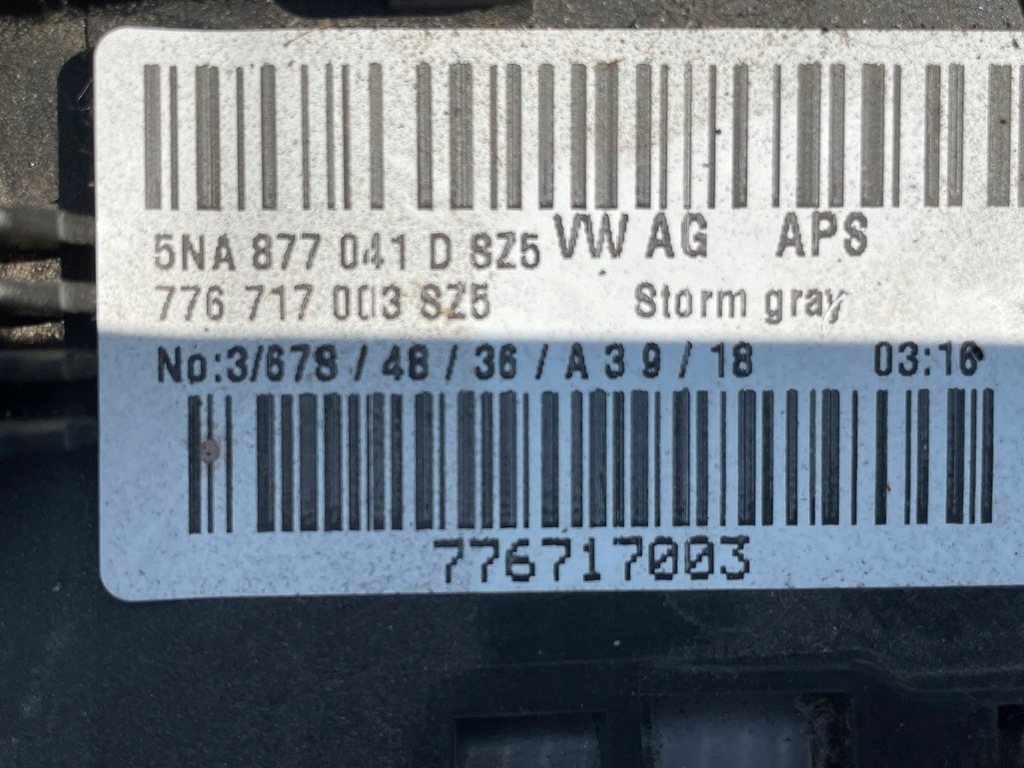 5NA 877 041 D 8Z5 VW AG APS
776 717 003 8Z5 Storm gray
No:3/678 / 48 / 36 / A 3 9 / 18 03:16
776717003